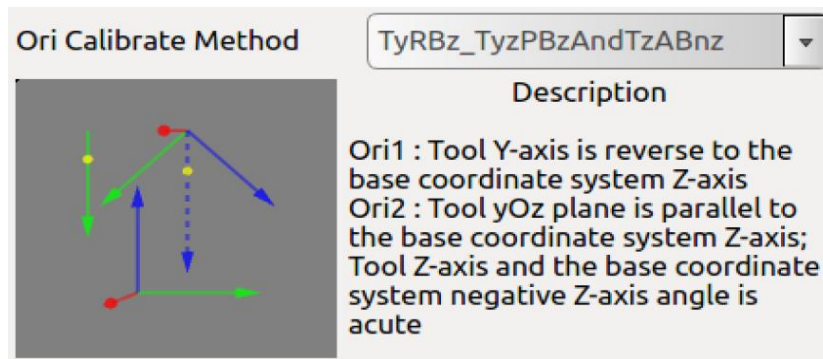 Ori Calibrate Method
TyRBz_TyzPBzAndTzABnz
Description
Ori1 : Tool Y-axis is reverse to the
base coordinate system Z-axis
Ori2 : Tool yOz plane is parallel to
the base coordinate system Z-axis;
Tool Z-axis and the base coordinate
system negative Z-axis angle is
acute